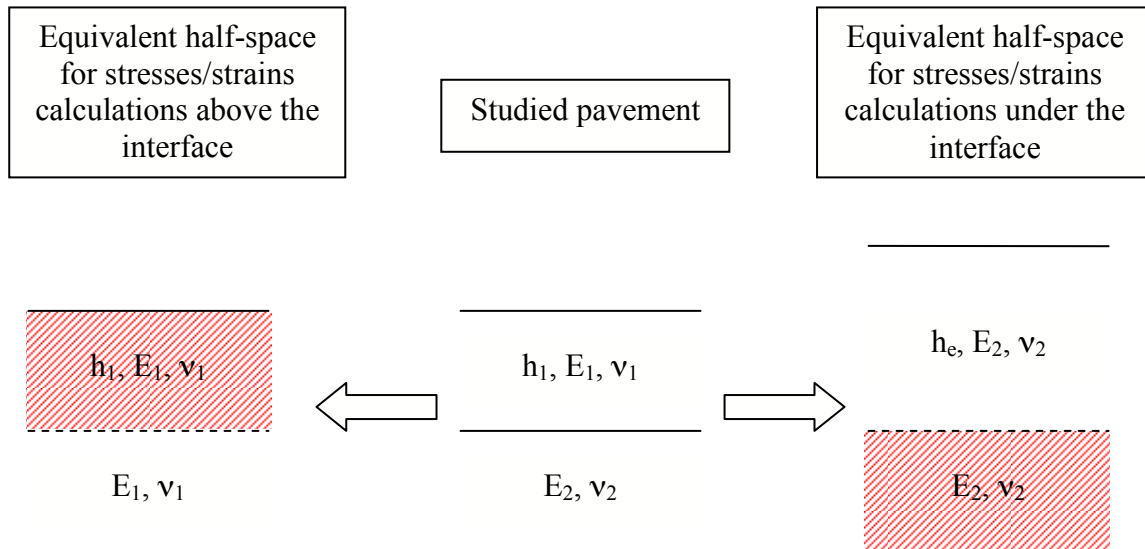 Equivalent half-space
for stresses/strains
calculations above the
interface
Studied pavement
Equivalent half-space
for stresses/strains
calculations under the
interface
h₁, E₁, ν₁
E₁, ν₁
h₁, E₁, ν₁
E₂, ν₂
hₑ, E₂, ν₂
E₂, ν₂